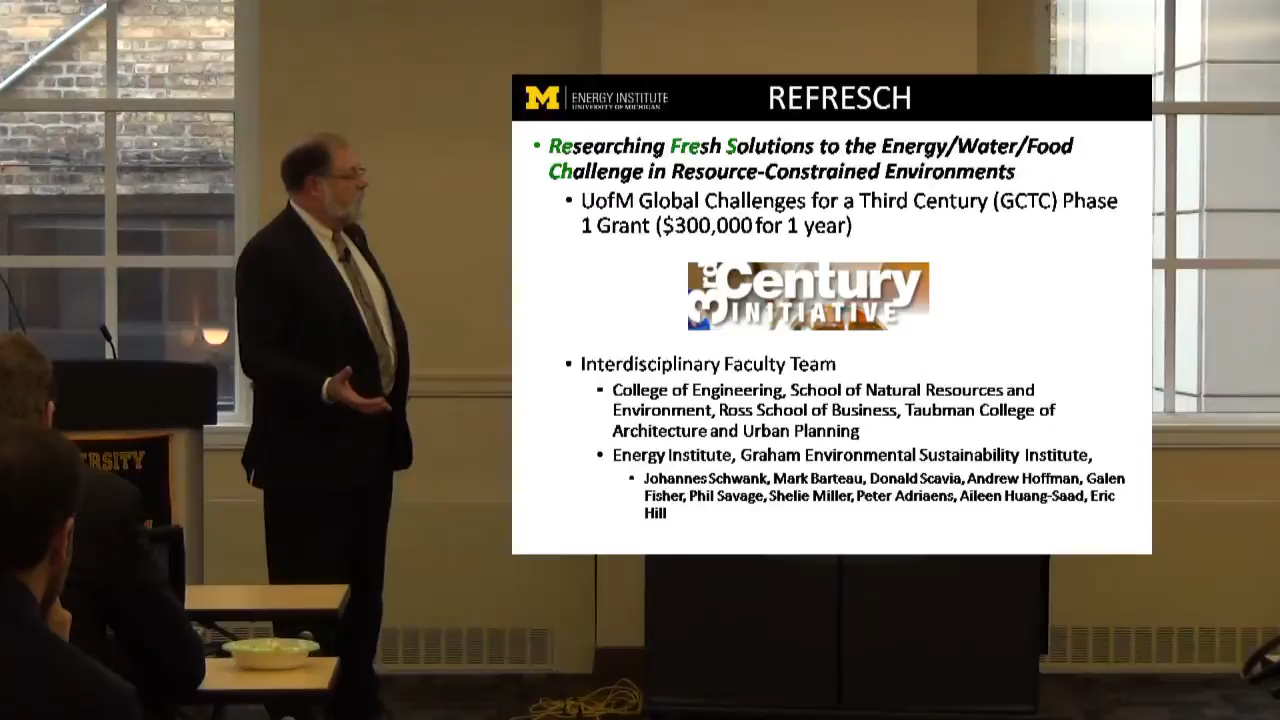 M ENERGY INSTITUTE
UNIVERSITY OF MICHIGAN
REFRESCH
• Researching Fresh Solutions to the Energy/Water/Food
Challenge in Resource-Constrained Environments
• UofM Global Challenges for a Third Century (GCTC) Phase
1 Grant ($300,000 for 1 year)
3rd Century
INITIATIVE
• Interdisciplinary Faculty Team
• College of Engineering, School of Natural Resources and
Environment, Ross School of Business, Taubman College of
Architecture and Urban Planning
• Energy Institute, Graham Environmental Sustainability Institute,
• Johannes Schwank, Mark Barteau, Donald Scavia, Andrew Hoffman, Galen
Fisher, Phil Savage, Shelie Miller, Peter Adriaens, Aileen Huang-Saad, Eric
Hill
ERSITY